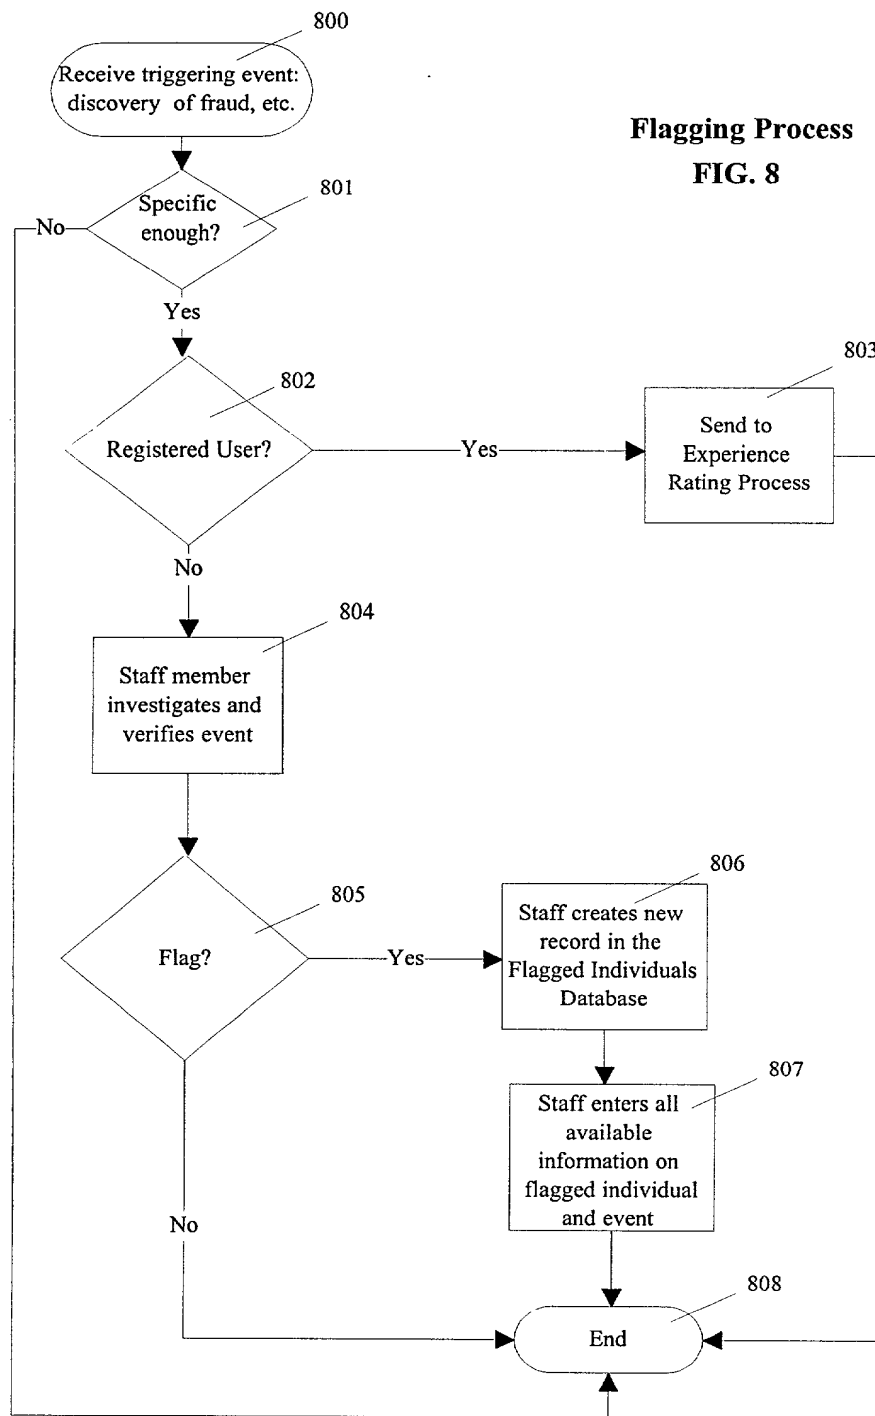 800
Receive triggering event:
discovery of fraud, etc.
Flagging Process
FIG. 8
801
Specific
enough?
No
Yes
802
803
Registered User?
Yes
Send to
Experience
Rating Process
No
804
Staff member
investigates and
verifies event
805
806
Flag?
Yes
Staff creates new
record in the
Flagged Individuals
Database
807
Staff enters all
available
information on
flagged individual
and event
No
808
End